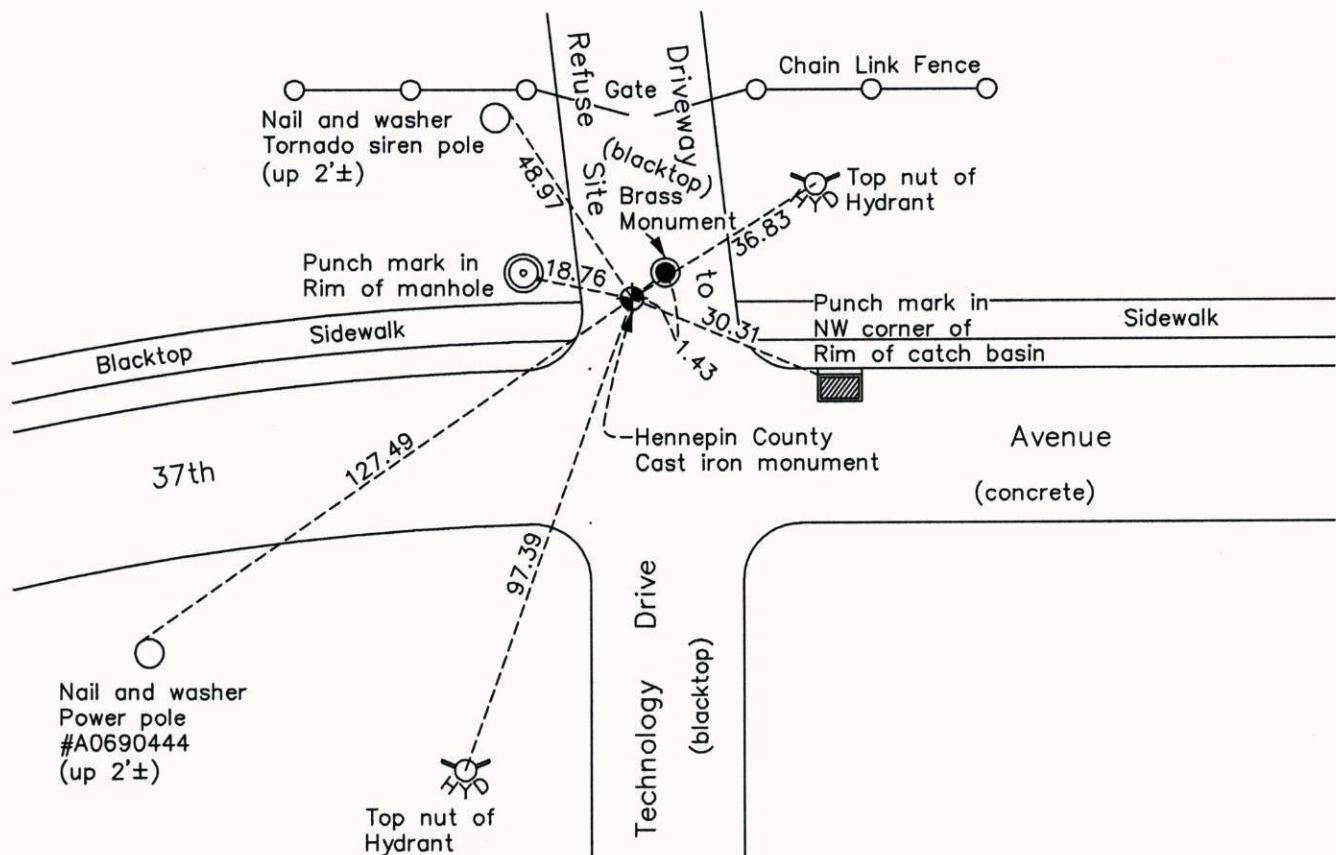 Refuse Site
Driveway to
(blacktop)
Gate
Chain Link Fence
Nail and washer
Tornado siren pole
(up 2'±)
48.97
Brass
Monument
HYD
Top nut of
Hydrant
36.83
Punch mark in
Rim of manhole
18.76
30.31
1.43
Punch mark in
NW corner of
Rim of catch basin
Sidewalk
Sidewalk
Blacktop
Hennepin County
Cast iron monument
37th
Avenue
(concrete)
127.49
97.39
Technology Drive
(blacktop)
Nail and washer
Power pole
#A0690444
(up 2'±)
HYD
Top nut of
Hydrant